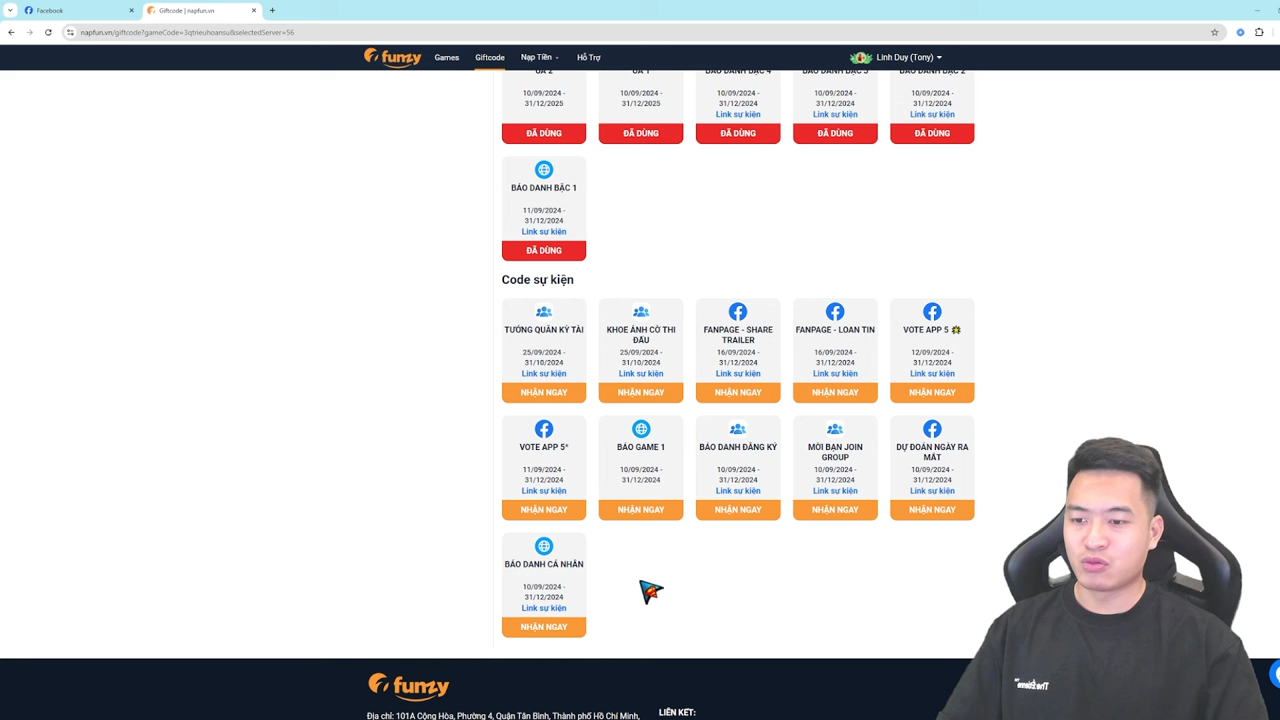 Facebook
Giftcode | napfun.vn
napfun.vn/giftcode?gameCode=3qtrieuhoansu&selectedServer=56
funzy
Games
Giftcode
Nạp Tiền
Hỗ Trợ
Linh Duy (Tony)
10/09/2024 -
31/12/2025
ĐÃ DÙNG
10/09/2024 -
31/12/2025
ĐÃ DÙNG
BÁO DANH BẬC 4
10/09/2024 -
31/12/2024
Link sự kiện
ĐÃ DÙNG
BÁO DANH BẬC 3
10/09/2024 -
31/12/2024
Link sự kiện
ĐÃ DÙNG
BÁO DANH BẬC 2
10/09/2024 -
31/12/2024
Link sự kiện
ĐÃ DÙNG
BÁO DANH BẬC 1
11/09/2024 -
31/12/2024
Link sự kiện
ĐÃ DÙNG
Code sự kiện
TƯỚNG QUÂN KỲ TÀI
25/09/2024 -
31/10/2024
Link sự kiện
NHẬN NGAY
KHOE ẢNH CỜ THI
ĐẤU
25/09/2024 -
31/10/2024
Link sự kiện
NHẬN NGAY
FANPAGE - SHARE
TRAILER
16/09/2024 -
31/12/2024
Link sự kiện
NHẬN NGAY
FANPAGE - LOAN TIN
16/09/2024 -
31/12/2024
Link sự kiện
NHẬN NGAY
VOTE APP 5 💥
12/09/2024 -
31/12/2024
Link sự kiện
NHẬN NGAY
VOTE APP 5*
11/09/2024 -
31/12/2024
Link sự kiện
NHẬN NGAY
BÁO GAME 1
10/09/2024 -
31/12/2024
NHẬN NGAY
BÁO DANH ĐĂNG KÝ
10/09/2024 -
31/12/2024
Link sự kiện
NHẬN NGAY
MỜI BẠN JOIN
GROUP
10/09/2024 -
31/12/2024
Link sự kiện
NHẬN NGAY
DỰ ĐOÁN NGÀY RA
MẮT
10/09/2024 -
31/12/2024
Link sự kiện
NHẬN NGAY
BÁO DANH CÁ NHÂN
10/09/2024 -
31/12/2024
Link sự kiện
NHẬN NGAY
funzy
Địa chỉ: 101A Cộng Hòa, Phường 4, Quận Tân Bình, Thành phố Hồ Chí Minh,
LIÊN KẾT: